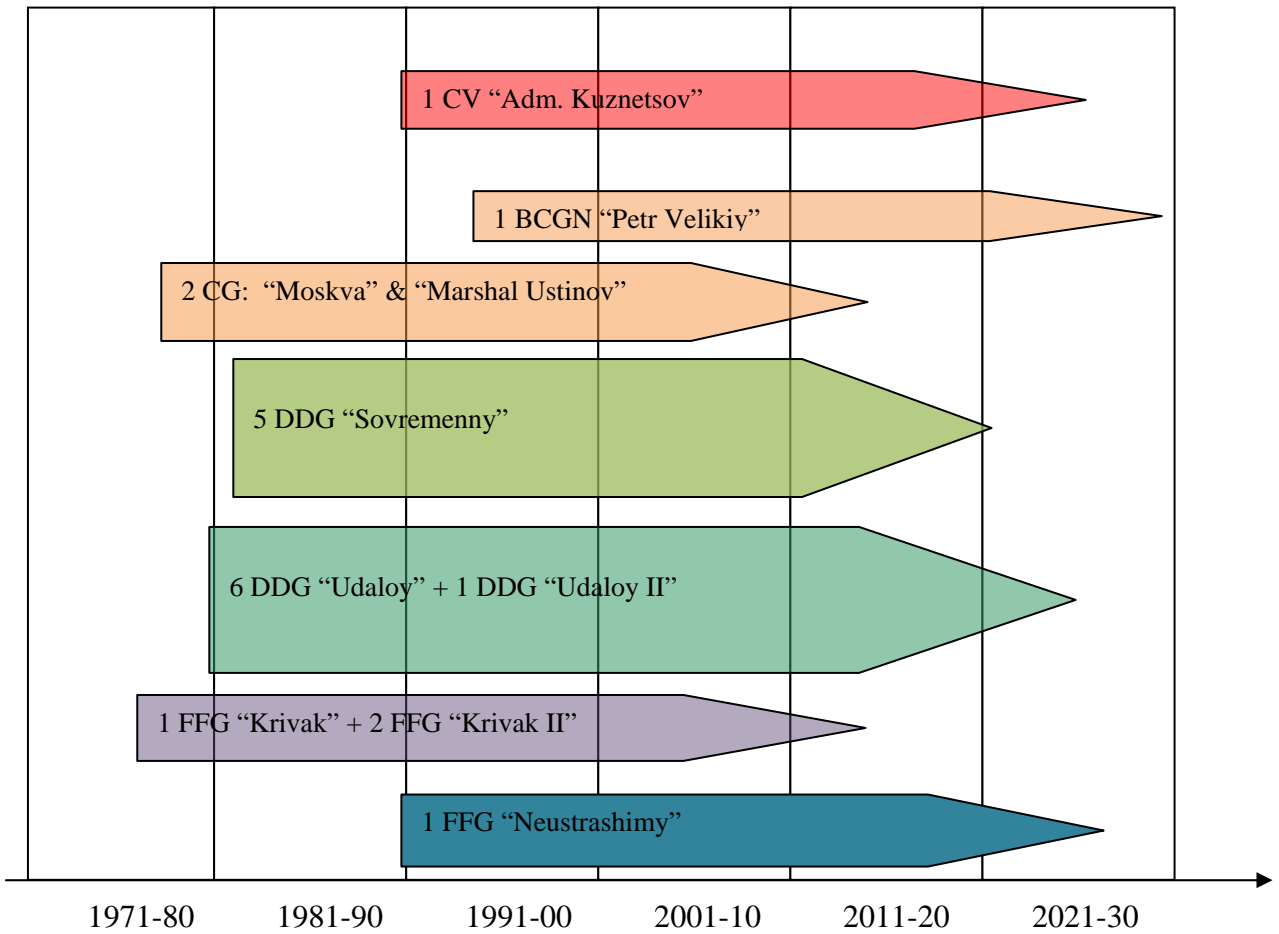 1 CV “Adm. Kuznetsov”
1 BCGN “Petr Velikiy”
2 CG:  “Moskva” & “Marshal Ustinov”
5 DDG “Sovremenny”
6 DDG “Udaloy” + 1 DDG “Udaloy II”
1 FFG “Krivak” + 2 FFG “Krivak II”
1 FFG “Neustrashimy”
1971-80 1981-90 1991-00 2001-10 2011-20 2021-30